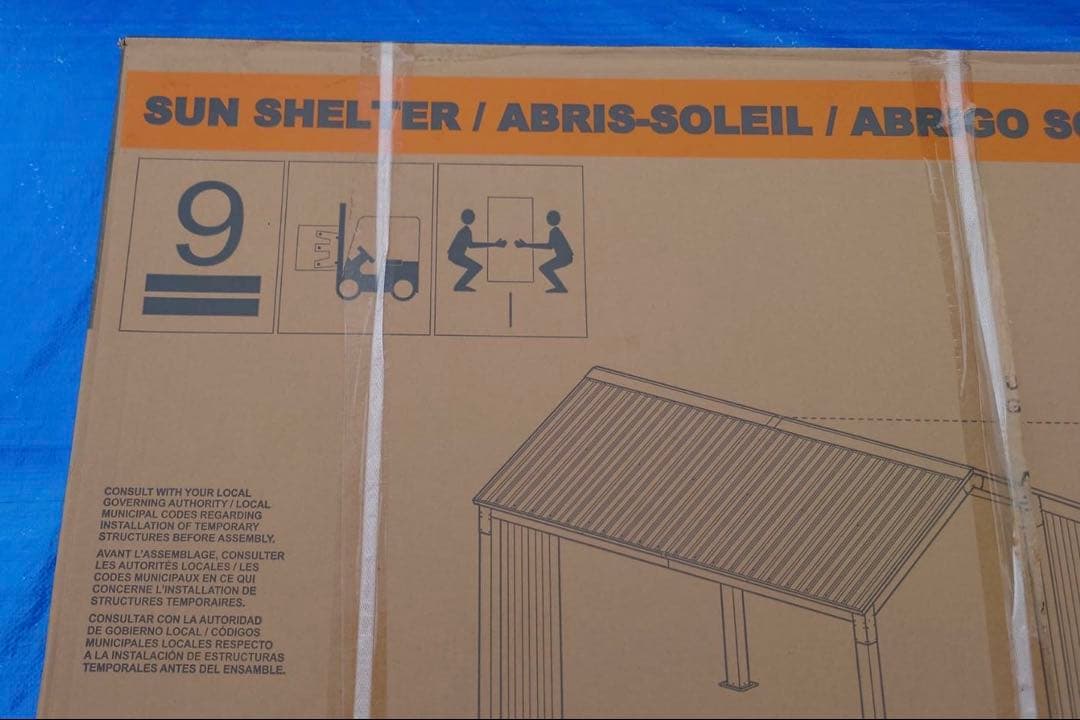 SUN SHELTER / ABRIS-SOLEIL / ABRIGO
9
CONSULT WITH YOUR LOCAL
GOVERNING AUTHORITY / LOCAL
MUNICIPAL CODES REGARDING
INSTALLATION OF TEMPORARY
STRUCTURES BEFORE ASSEMBLY.
AVANT L'ASSEMBLAGE, CONSULTER
LES AUTORITÉS LOCALES / LES
CODES MUNICIPAUX EN CE QUI
CONCERNE L'INSTALLATION DE
STRUCTURES TEMPORAIRES.
CONSULTAR CON LA AUTORIDAD
DE GOBIERNO LOCAL / CÓDIGOS
MUNICIPALES LOCALES RESPECTO
A LA INSTALACIÓN DE ESTRUCTURAS
TEMPORALES ANTES DEL ENSAMBLE.